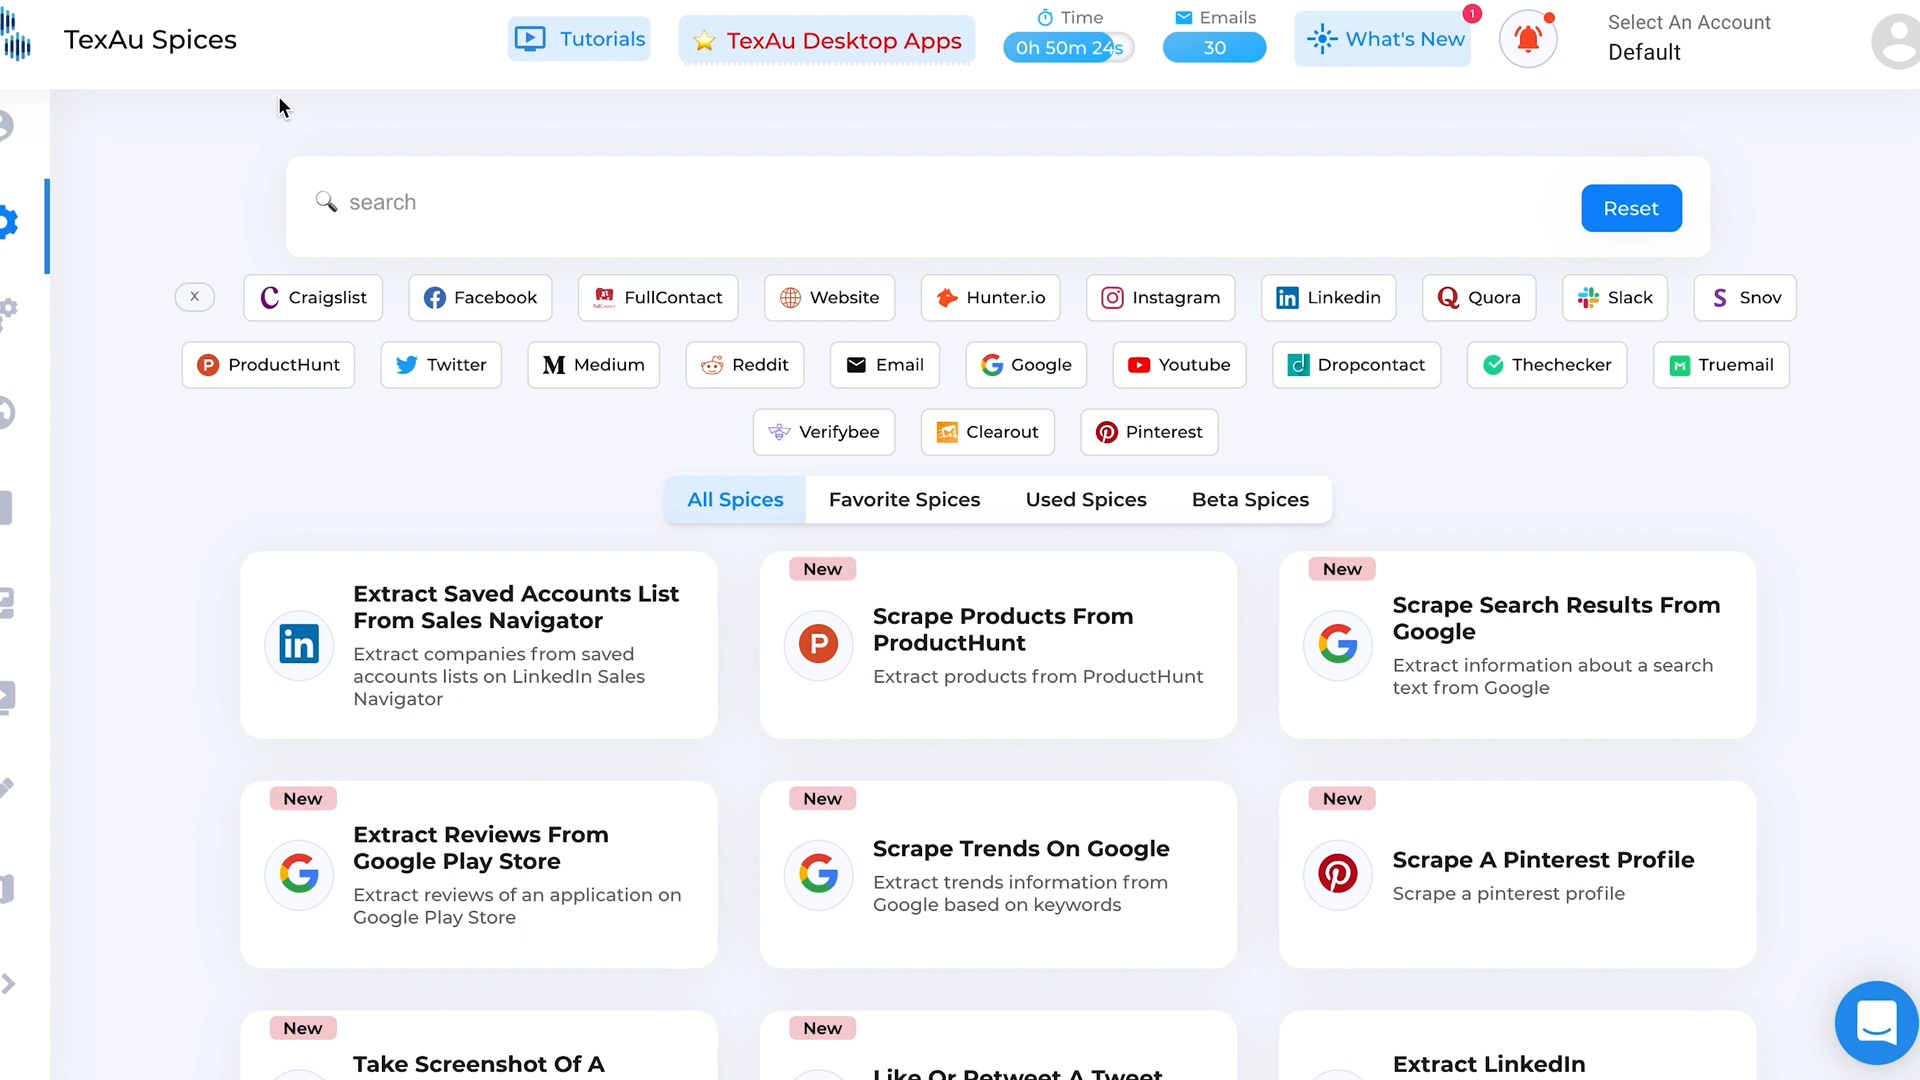 TexAu Spices
Tutorials
TexAu Desktop Apps
Time
0h 50m 24s
Emails
30
What's New
1
Select An Account
Default
search
Reset
X
Craigslist
Facebook
FullContact
Website
Hunter.io
Instagram
Linkedin
Quora
Slack
Snov
ProductHunt
Twitter
Medium
Reddit
Email
Google
Youtube
Dropcontact
Thechecker
Truemail
Verifybee
Clearout
Pinterest
All Spices
Favorite Spices
Used Spices
Beta Spices
Extract Saved Accounts List
From Sales Navigator
Extract companies from saved
accounts lists on LinkedIn Sales
Navigator
New
Scrape Products From
ProductHunt
Extract products from ProductHunt
New
Scrape Search Results From
Google
Extract information about a search
text from Google
New
Extract Reviews From
Google Play Store
Extract reviews of an application on
Google Play Store
New
Scrape Trends On Google
Extract trends information from
Google based on keywords
New
Scrape A Pinterest Profile
Scrape a pinterest profile
New
Take Screenshot Of A
New
Like Or Retweet A Tweet
Extract LinkedIn